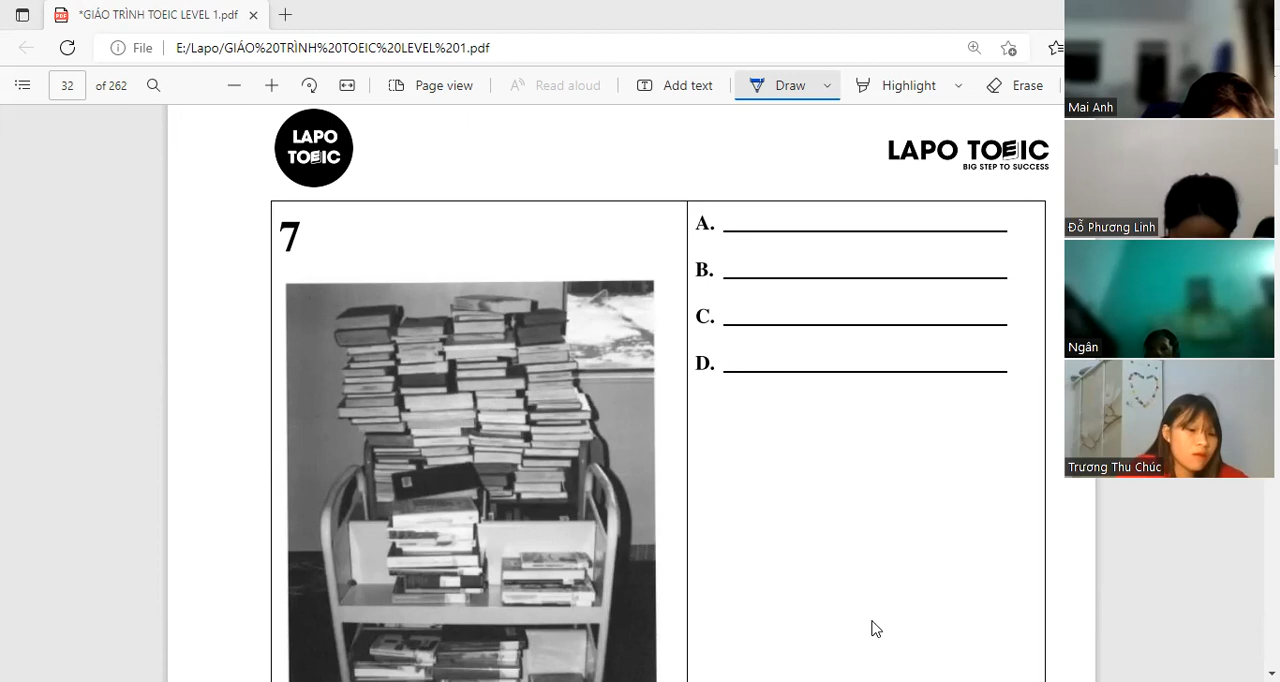 *GIÁO TRÌNH TOEIC LEVEL 1.pdf
File E:/Lapo/GIÁO%20TRÌNH%20TOEIC%20LEVEL%201.pdf
32 of 262 Page view Read aloud Add text Draw Highlight Erase
LAPO
TOEIC
LAPO TOEIC
BIG STEP TO SUCCESS
7
A.
B.
C.
D.
Mai Anh
Đỗ Phương Linh
Ngân
Trương Thu Chúc